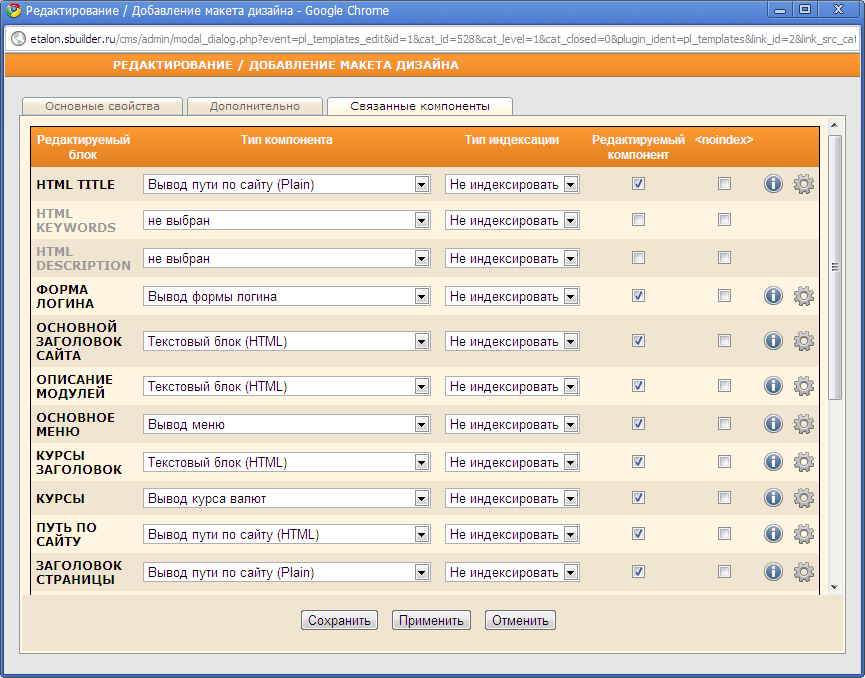 Редактирование / Добавление макета дизайна - Google Chrome
etalon.sbuilder.ru/cms/admin/modal_dialog.php?event=pl_templates_edit&id=1&cat_id=528&cat_level=1&cat_closed=0&plugin_ident=pl_templates&link_id=2&link_src_cat
РЕДАКТИРОВАНИЕ / ДОБАВЛЕНИЕ МАКЕТА ДИЗАЙНА
Основные свойства Дополнительно Связанные компоненты
Редактируемый Тип компонента Тип индексации Редактируемый <noindex>
блок компонент
HTML TITLE Вывод пути по сайту (Plain) Не индексировать
HTML
KEYWORDS не выбран Не индексировать
HTML
DESCRIPTION не выбран Не индексировать
ФОРМА
ЛОГИНА Вывод формы логина Не индексировать
ОСНОВНОЙ
ЗАГОЛОВОК Текстовый блок (HTML) Не индексировать
САЙТА
ОПИСАНИЕ
МОДУЛЕЙ Текстовый блок (HTML) Не индексировать
ОСНОВНОЕ
МЕНЮ Вывод меню Не индексировать
КУРСЫ
ЗАГОЛОВОК Текстовый блок (HTML) Не индексировать
КУРСЫ Вывод курса валют Не индексировать
ПУТЬ ПО
САЙТУ Вывод пути по сайту (HTML) Не индексировать
ЗАГОЛОВОК
СТРАНИЦЫ Вывод пути по сайту (Plain) Не индексировать
Сохранить Применить Отменить